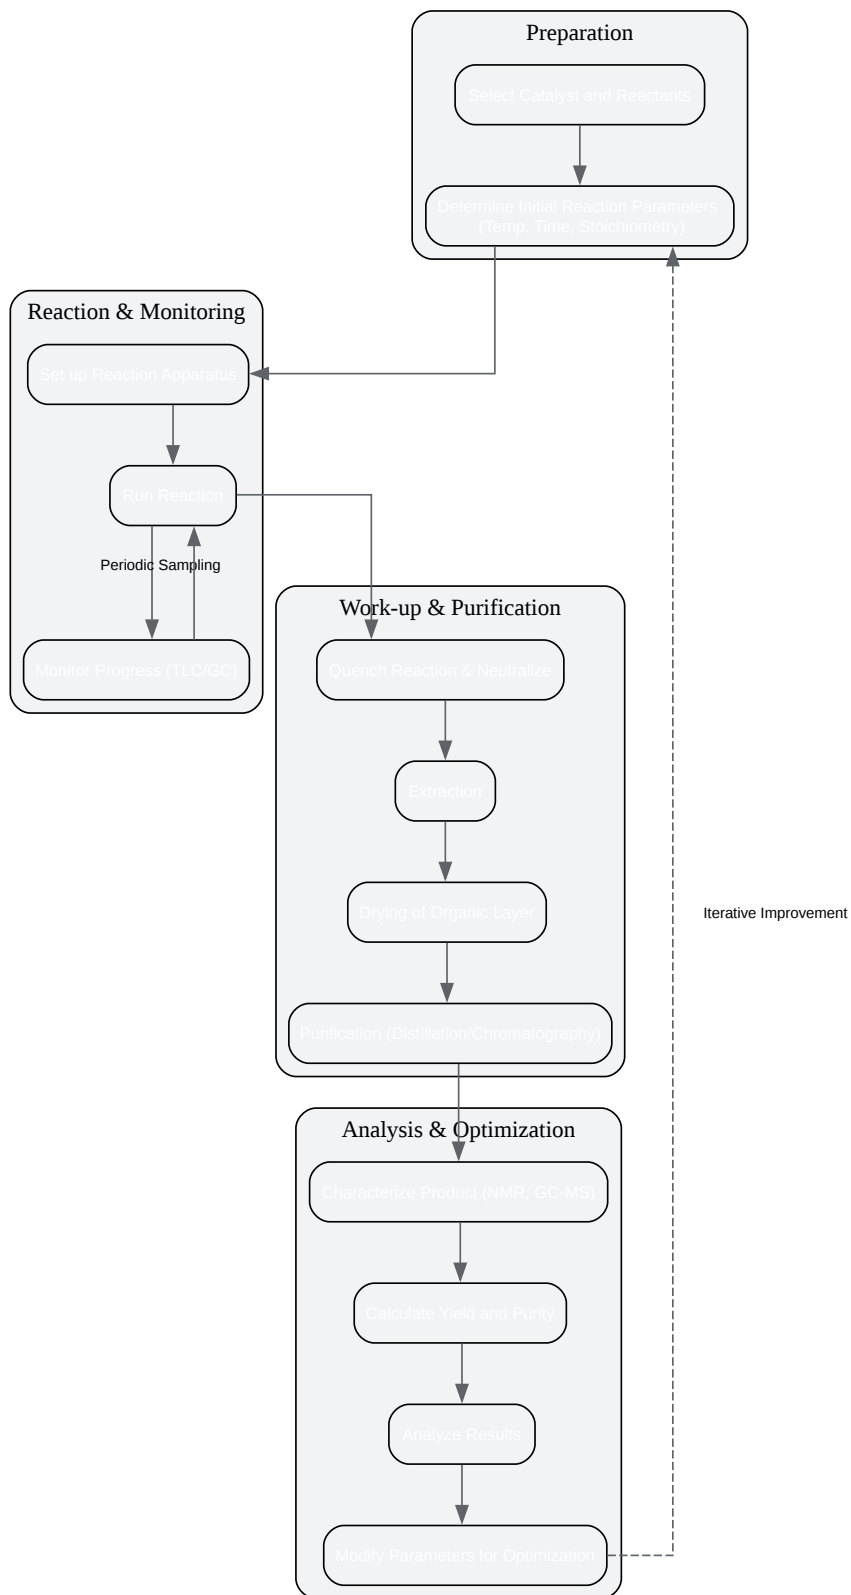 Preparation
Select Catalyst and Reactants
Determine Initial Reaction Parameters
(Temp, Time, Stoichiometry)
Reaction & Monitoring
Set up Reaction Apparatus
Run Reaction
Periodic Sampling
Monitor Progress (TLC/GC)
Work-up & Purification
Quench Reaction & Neutralize
Extraction
Drying of Organic Layer
Purification (Distillation/Chromatography)
Iterative Improvement
Analysis & Optimization
Characterize Product (NMR, GC-MS)
Calculate Yield and Purity
Analyze Results
Modify Parameters for Optimization